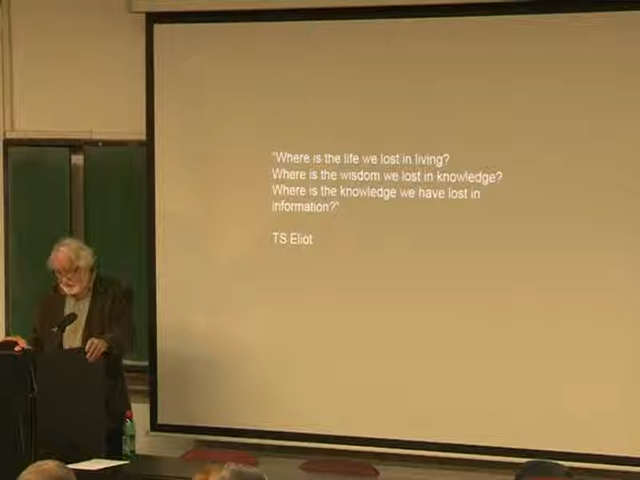 "Where is the life we lost in living?
Where is the wisdom we lost in knowledge?
Where is the knowledge we have lost in
information?"
TS Eliot